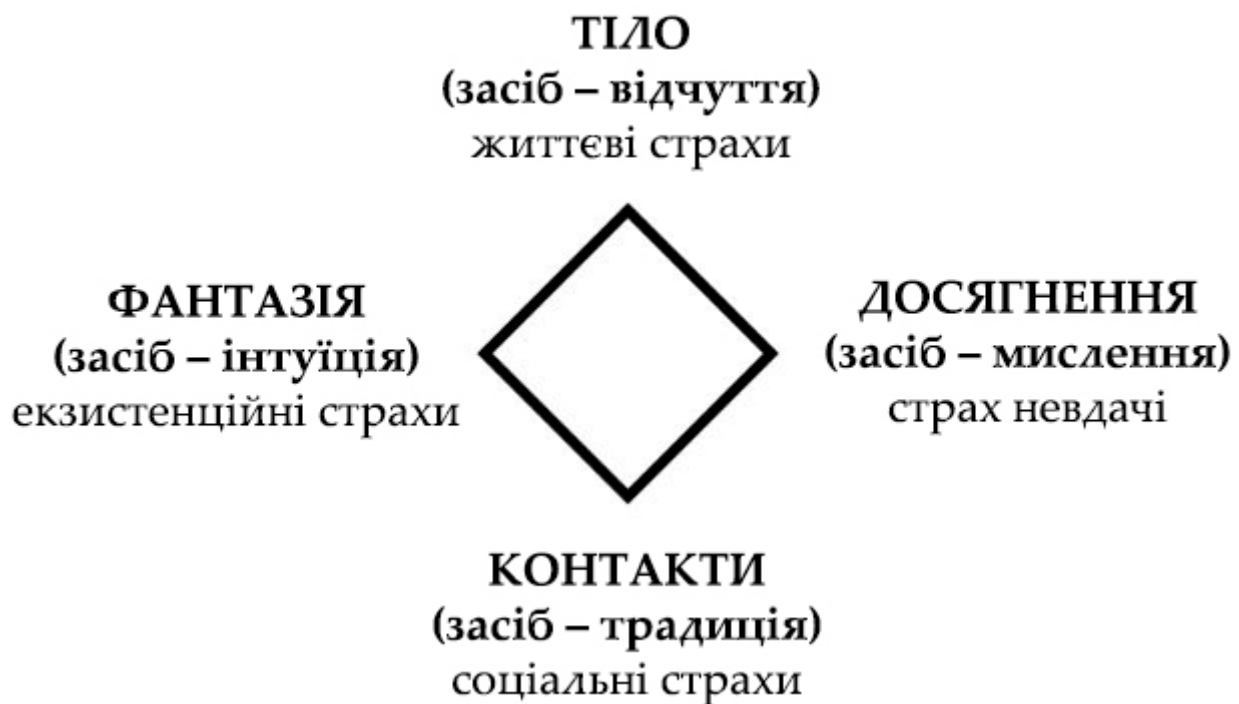 ТІЛО
(засіб – відчуття)
життєві страхи
ФАНТАЗІЯ
(засіб – інтуїція)
екзистенційні страхи
ДОСЯГНЕННЯ
(засіб – мислення)
страх невдачі
КОНТАКТИ
(засіб – традиція)
соціальні страхи